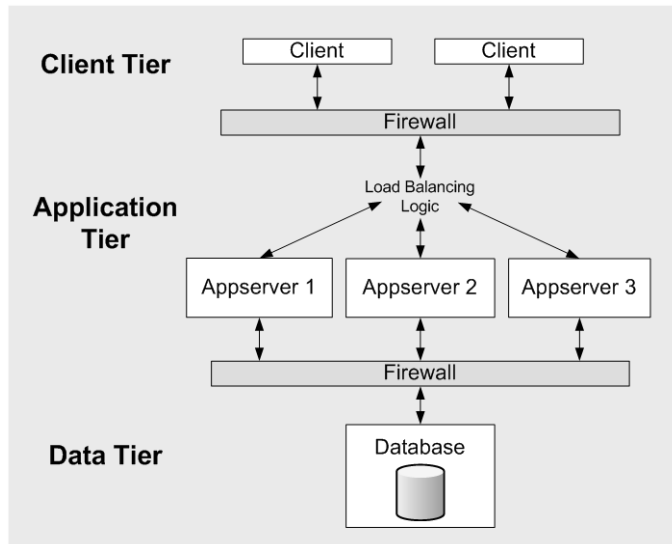 Client Tier
Client
Client
Firewall
Load Balancing
Logic
Application
Tier
Appserver 1
Appserver 2
Appserver 3
Firewall
Database
Data Tier